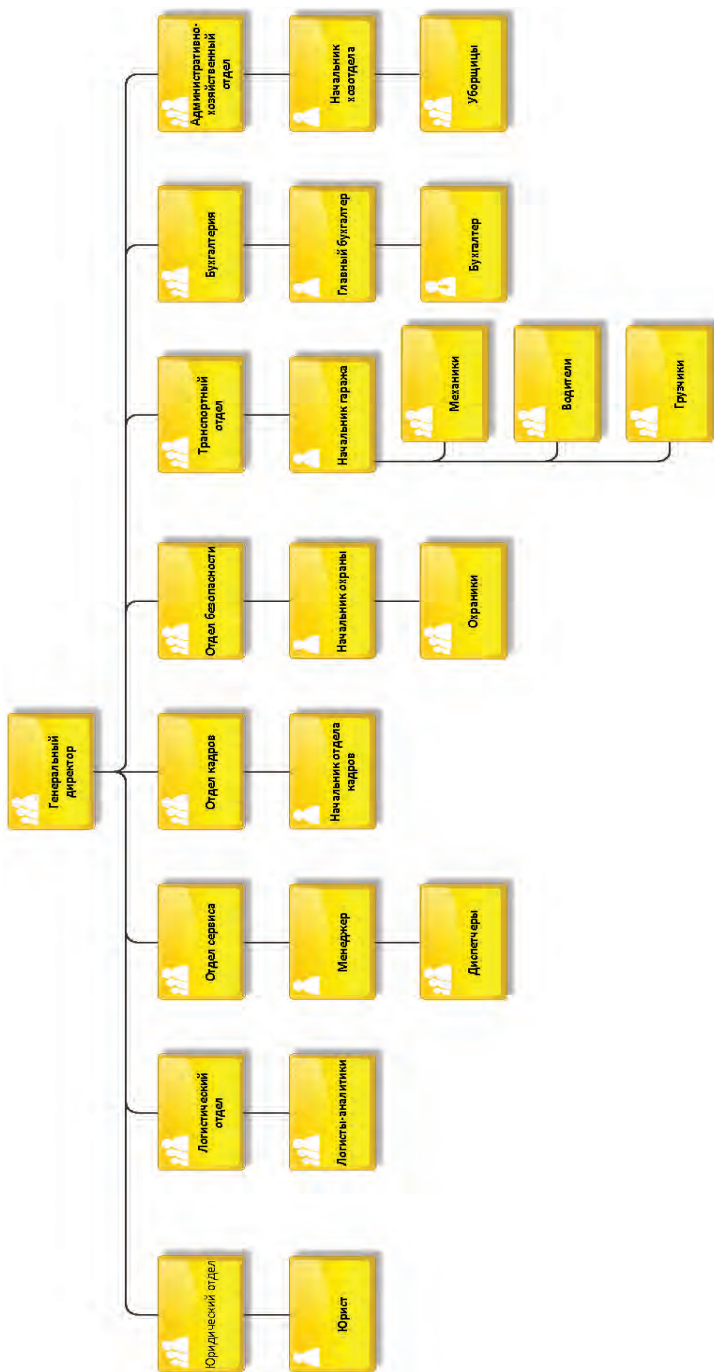 Генеральный
директор
Юридический отдел
Логистический
отдел
Отдел сервиса
Отдел кадров
Отдел безопасности
Транспортный
отдел
Бухгалтерия
Административно-
хозяйственный
отдел
Юрист
Логисты-аналитики
Менеджер
Начальник отдела
кадров
Начальник охраны
Начальник гаража
Главный бухгалтер
Начальник
хозотдела
Диспетчеры
Охраники
Механики
Водители
Грузчики
Бухгалтер
Уборщицы